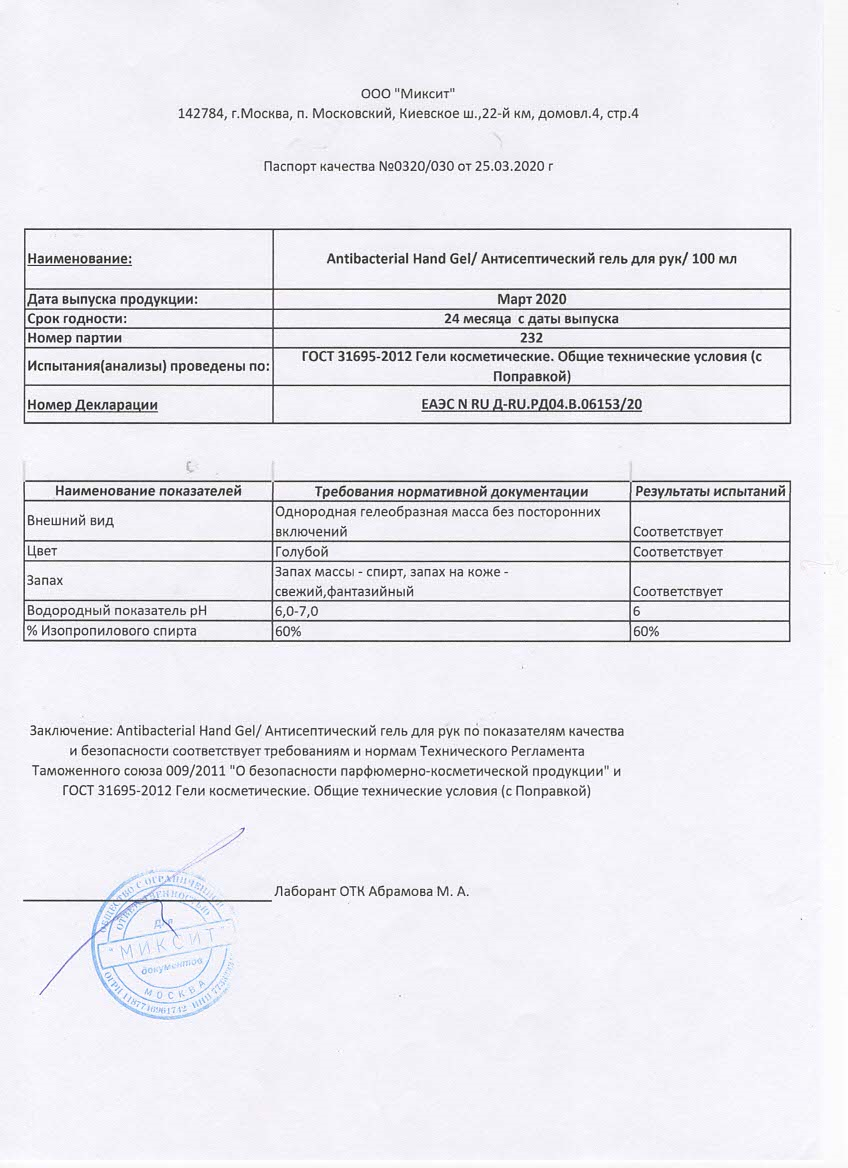 ООО "Миксит"
142784, г.Москва, п. Московский, Киевское ш.,22-й км, домовл.4, стр.4
Паспорт качества №0320/030 от 25.03.2020 г
Наименование: Antibacterial Hand Gel/ Антисептический гель для рук/ 100 мл
Дата выпуска продукции: Март 2020
Срок годности: 24 месяца с даты выпуска
Номер партии 232
Испытания(анализы) проведены по: ГОСТ 31695-2012 Гели косметические. Общие технические условия (с
Поправкой)
Номер Декларации ЕАЭС N RU Д-RU.РД04.В.06153/20
Наименование показателей Требования нормативной документации Результаты испытаний
Внешний вид Однородная гелеобразная масса без посторонних
включений Соответствует
Цвет Голубой Соответствует
Запах Запах массы - спирт, запах на коже -
свежий,фантазийный Соответствует
Водородный показатель pH 6,0-7,0 6
% Изопропилового спирта 60% 60%
Заключение: Antibacterial Hand Gel/ Антисептический гель для рук по показателям качества
и безопасности соответствует требованиям и нормам Технического Регламента
Таможенного союза 009/2011 "О безопасности парфюмерно-косметической продукции" и
ГОСТ 31695-2012 Гели косметические. Общие технические условия (с Поправкой)
Лаборант ОТК Абрамова М. А.
ОБЩЕСТВО С ОГРАНИЧЕННОЙ
ОТВЕТСТВЕННОСТЬЮ
Для
"МИКСИТ"
документов
МОСКВА
ОГРН ИНН